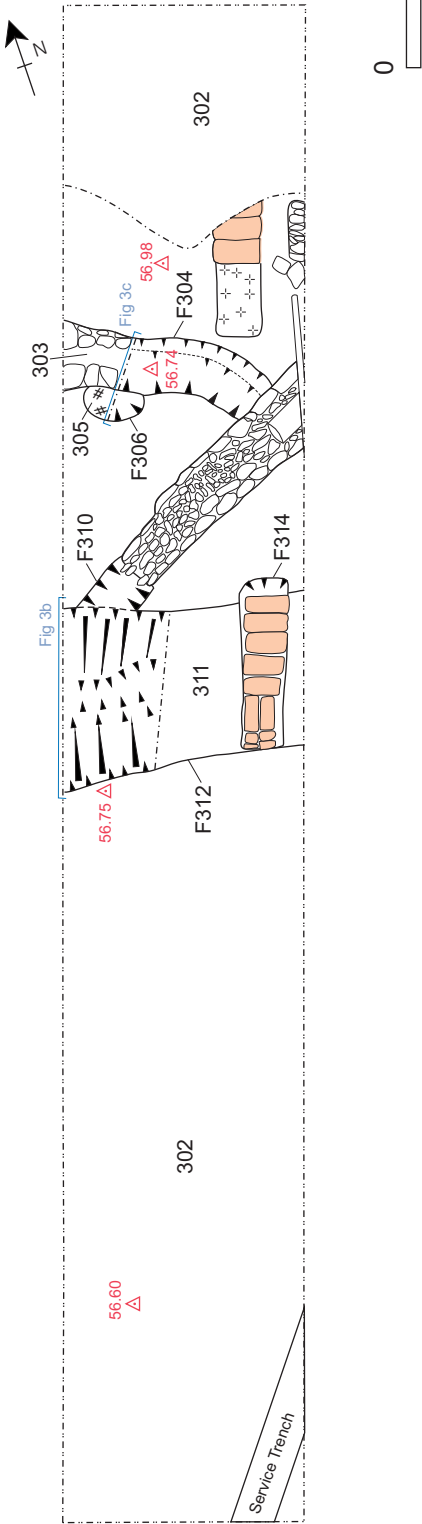 N
302
0
303
Fig 3c
56.98
F304
56.74
305
F306
F310
Fig 3b
F314
311
F312
56.75
302
56.60
Service Trench